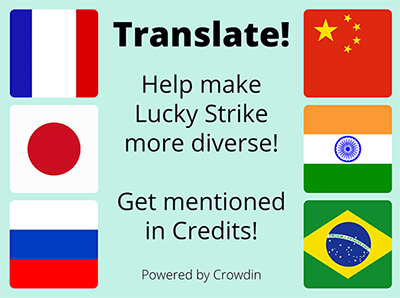 Translate!
Help make
Lucky Strike
more diverse!
Get mentioned
in Credits!
Powered by Crowdin